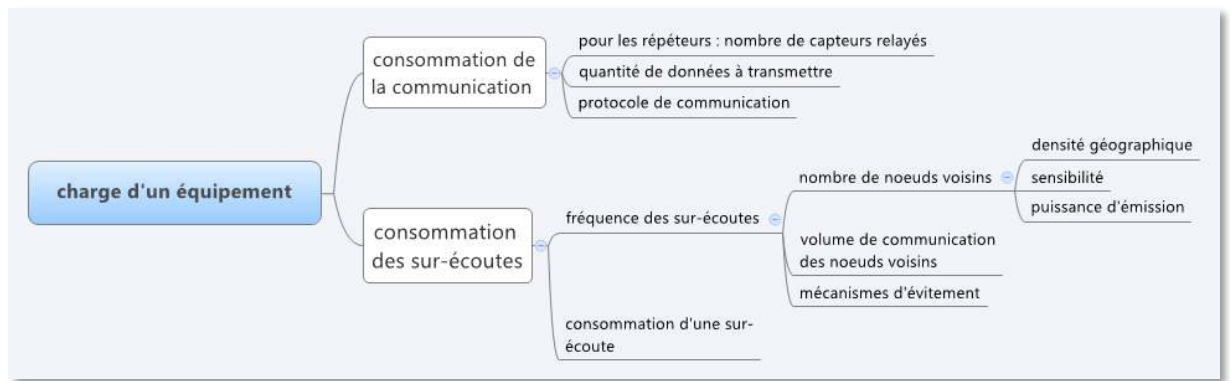 charge d'un équipement
consommation de
la communication
pour les répéteurs : nombre de capteurs relayés
quantité de données à transmettre
protocole de communication
consommation
des sur-écoutes
fréquence des sur-écoutes
nombre de noeuds voisins
densité géographique
sensibilité
puissance d'émission
volume de communication
des noeuds voisins
mécanismes d'évitement
consommation d'une sur-
écoute